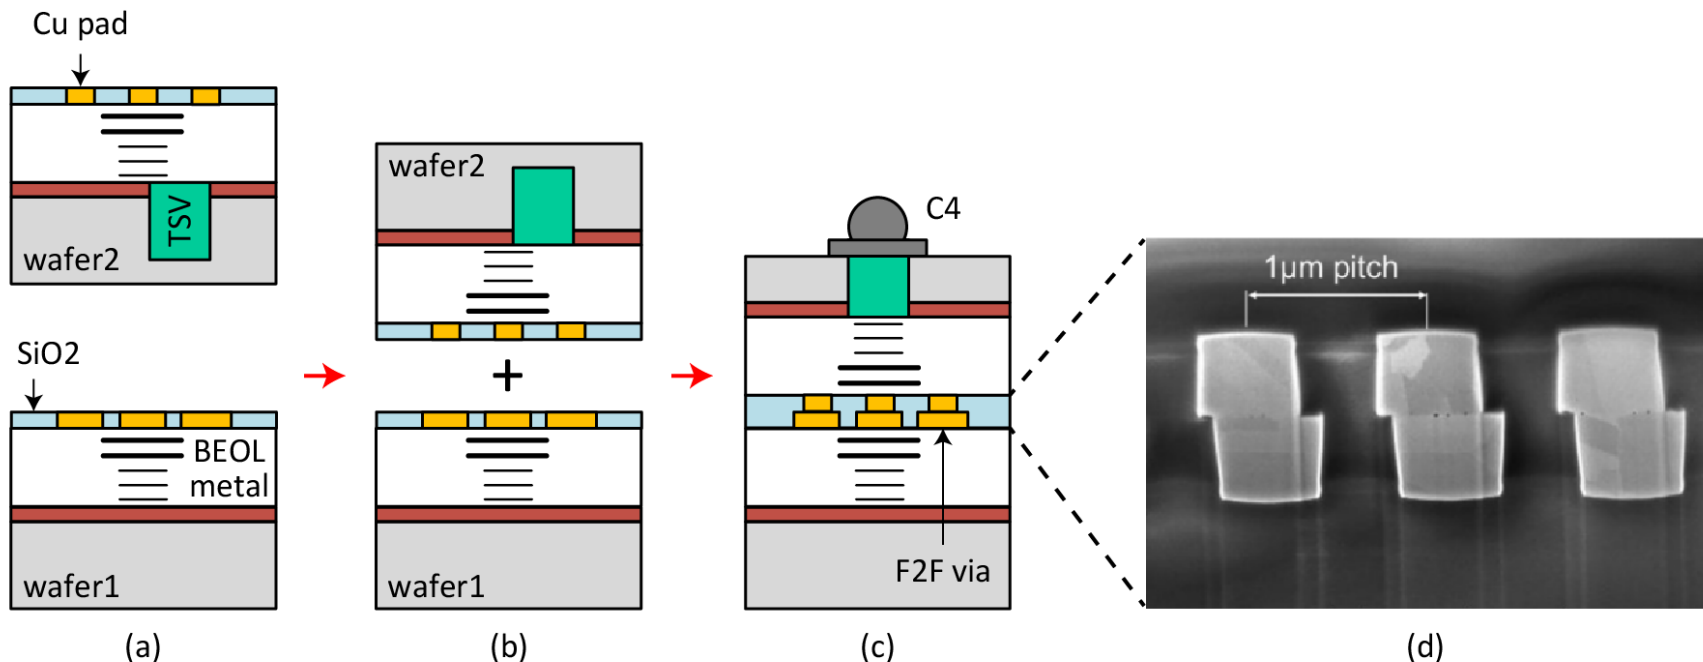 Cu pad
TSV
wafer2
SiO2
BEOL
metal
wafer1
(a)
wafer2
+
wafer1
(b)
C4
F2F via
(c)
1μm pitch
(d)